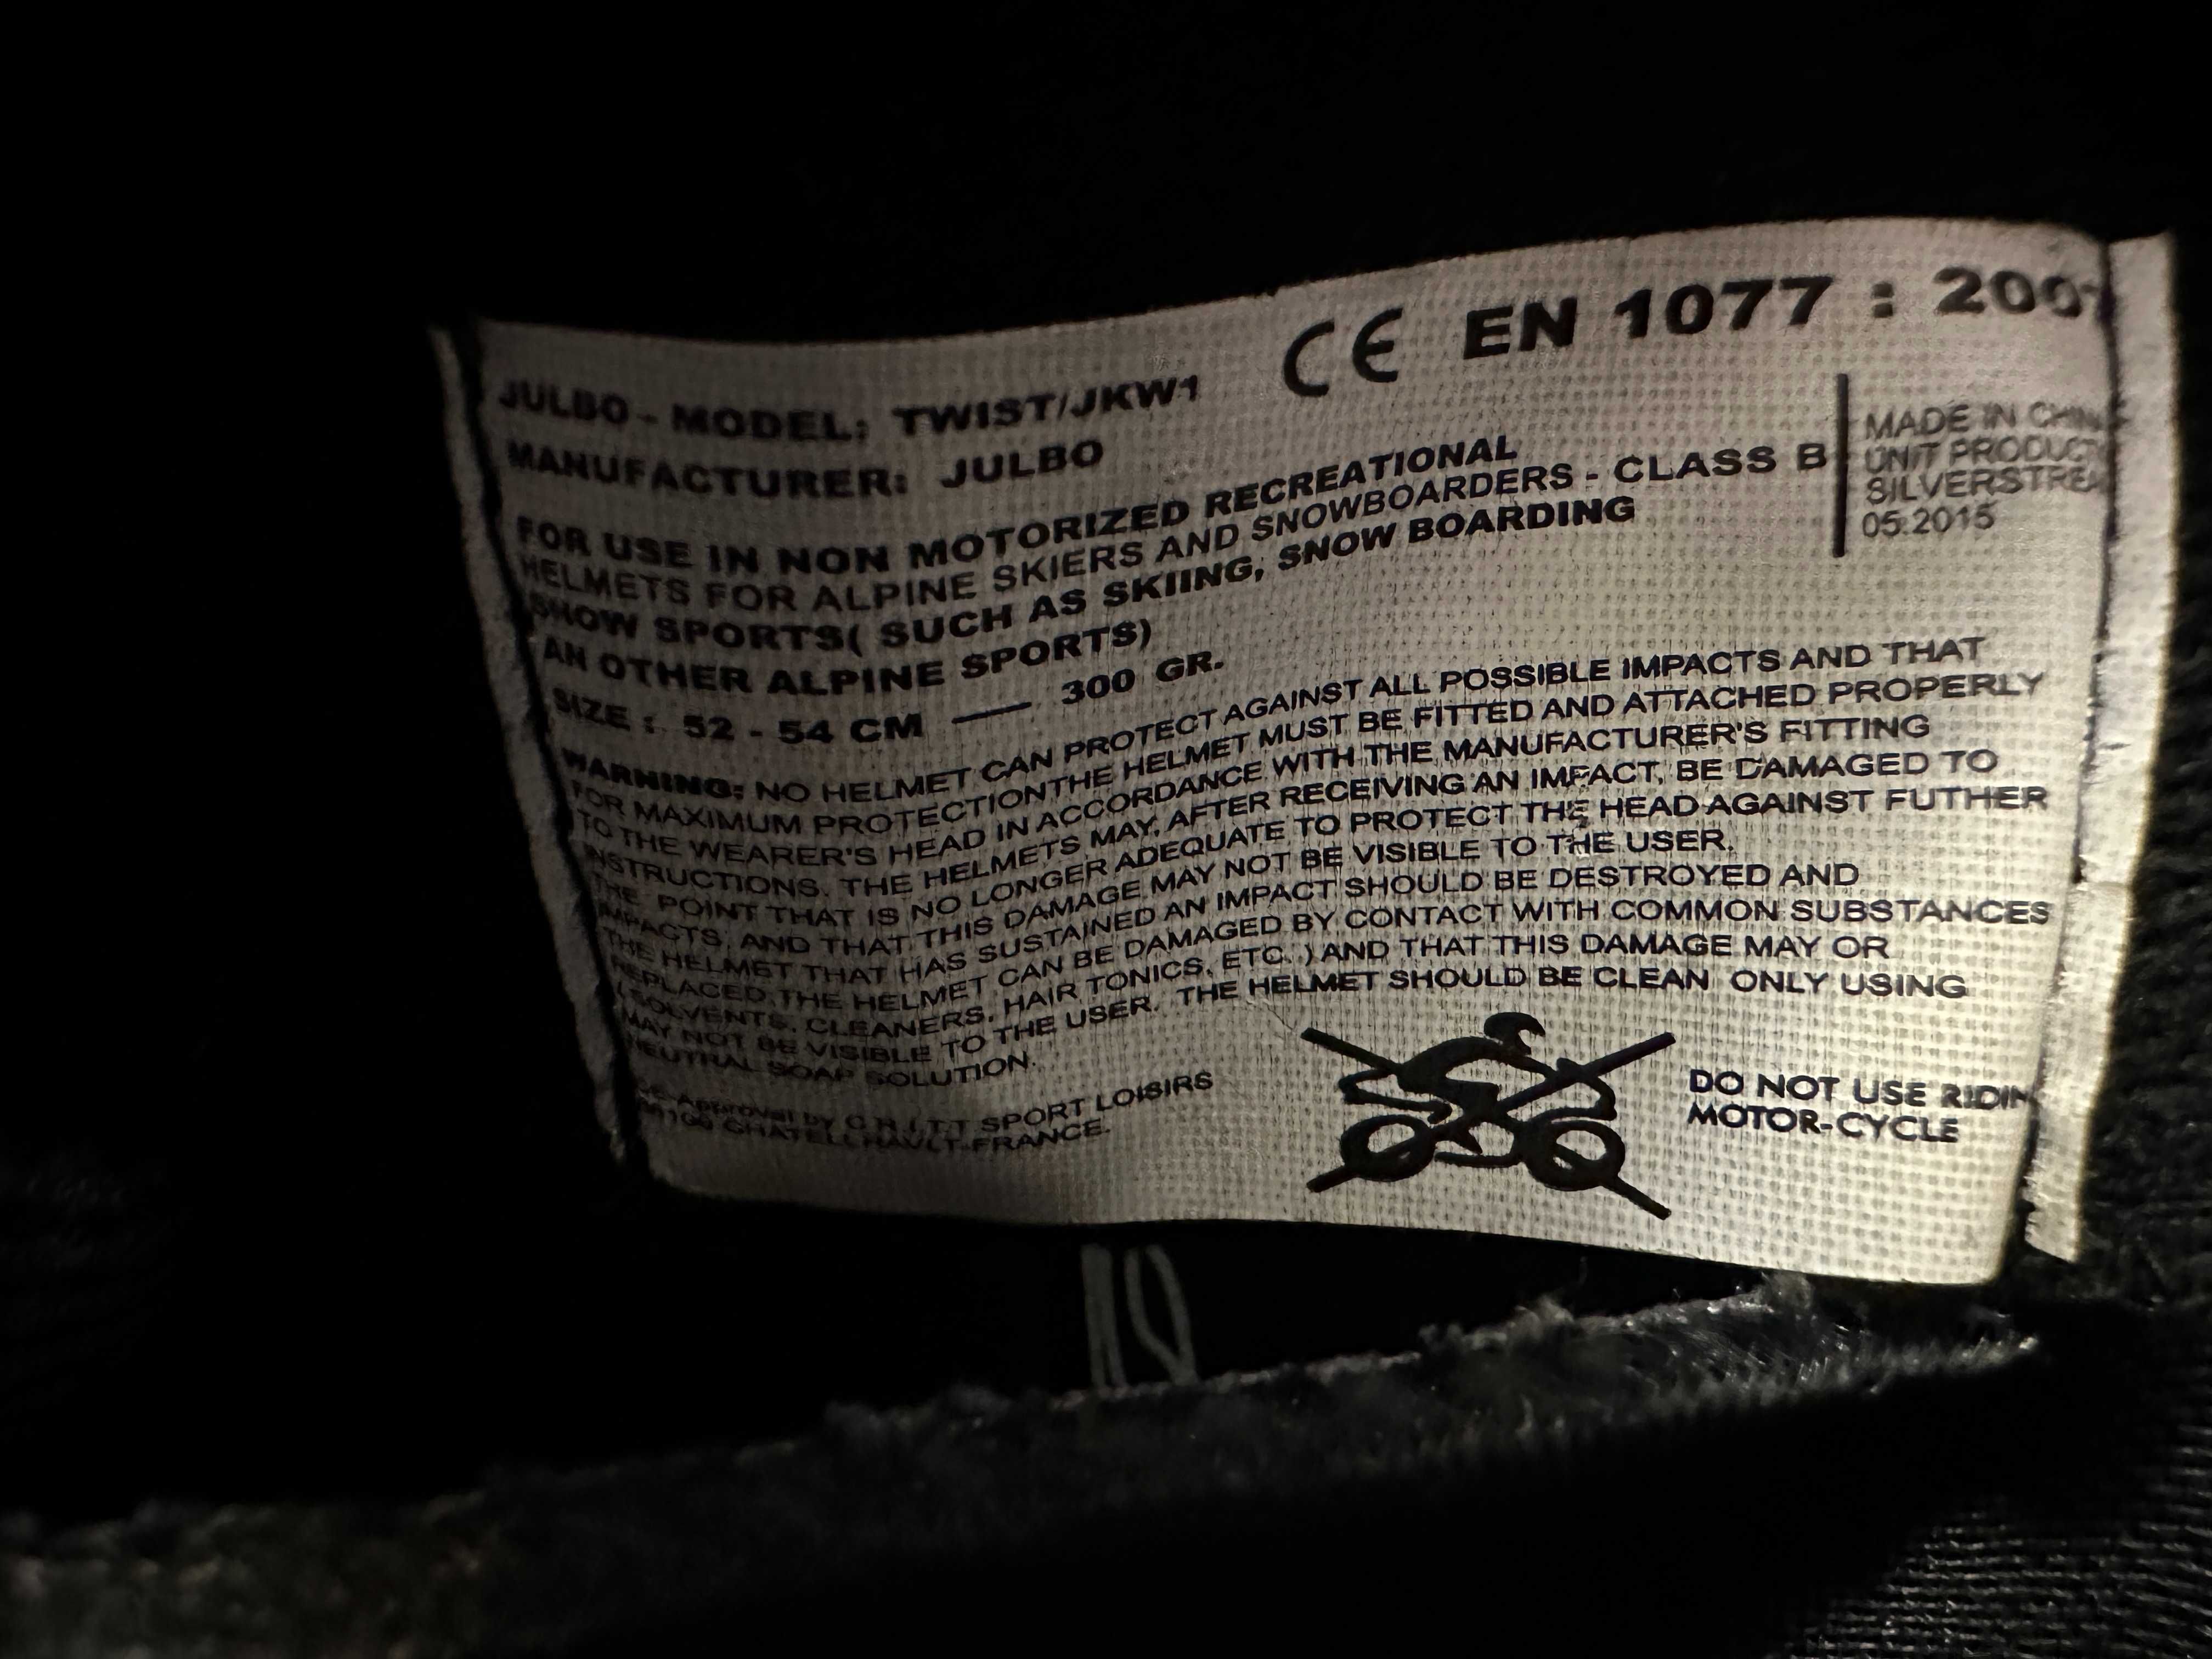 CE EN 1077 : 200
JULBO - MODEL: TWIST/JKW1
MANUFACTURER: JULBO
FOR USE IN NON MOTORIZED RECREATIONAL
HELMETS FOR ALPINE SKIERS AND SNOWBOARDERS - CLASS B
SNOW SPORTS( SUCH AS SKIING, SNOW BOARDING
AN OTHER ALPINE SPORTS)
SIZE : 52 - 54 CM —— 300 GR.
MADE IN CHIN
UNIT PRODUCT
SILVERSTREA
05.2015
WARNING: NO HELMET CAN PROTECT AGAINST ALL POSSIBLE IMPACTS AND THAT
FOR MAXIMUM PROTECTIONTHE HELMET MUST BE FITTED AND ATTACHED PROPERLY
TO THE WEARER'S HEAD IN ACCORDANCE WITH THE MANUFACTURER'S FITTING
INSTRUCTIONS. THE HELMETS MAY, AFTER RECEIVING AN IMPACT, BE DAMAGED TO
THE POINT THAT IS NO LONGER ADEQUATE TO PROTECT THE HEAD AGAINST FUTHER
IMPACTS, AND THAT THIS DAMAGE MAY NOT BE VISIBLE TO THE USER.
THE HELMET THAT HAS SUSTAINED AN IMPACT SHOULD BE DESTROYED AND
REPLACED.THE HELMET CAN BE DAMAGED BY CONTACT WITH COMMON SUBSTANCES
(SOLVENTS, CLEANERS, HAIR TONICS, ETC. ) AND THAT THIS DAMAGE MAY OR
MAY NOT BE VISIBLE TO THE USER. THE HELMET SHOULD BE CLEAN ONLY USING
NEUTRAL SOAP SOLUTION.
CE-Approval by C.R.I.T.T SPORT LOISIRS
CHATELLERAULT-FRANCE.
DO NOT USE RIDIN
MOTOR-CYCLE